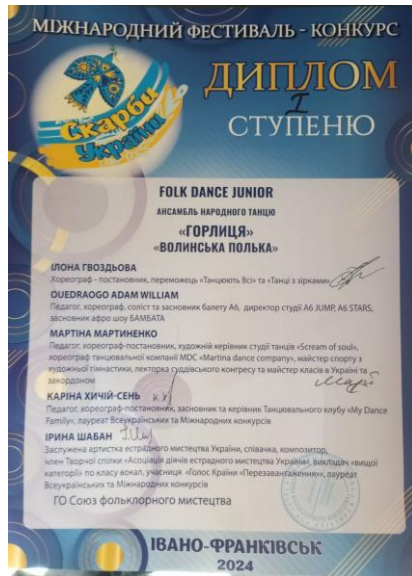 МІЖНАРОДНИЙ ФЕСТИВАЛЬ - КОНКУРС
Скарби
України
ДИПЛОМ
I
СТУПЕНЮ
FOLK DANCE JUNIOR
АНСАМБЛЬ НАРОДНОГО ТАНЦЮ
«ГОРЛИЦЯ»
«ВОЛИНСЬКА ПОЛЬКА»
ІЛОНА ГВОЗДЬОВА
Хореограф - постановник, переможець «Танцюють Всі» та «Танці з зірками»
OUEDRAOGO ADAM WILLIAM
Педагог, хореограф, соліст та засновник балету А6, директор студії A6 JUMP, A6 STARS,
засновник афро шоу БАМБАТА
МАРТІНА МАРТИНЕНКО
Педагог, хореограф-постановник, художній керівник студії танців «Scream of soul»,
хореограф танцювальної компанії MDC «Martina dance company», майстер спорту з
художньої гімнастики, лекторка суддівського конгресу та майстер класів в Україні та
закордоном
КАРІНА ХИЧІЙ-СЕНЬ
Педагог, хореограф-постановник, засновник та керівник Танцювального клубу «My Dance
Family», лауреат Всеукраїнських та Міжнародних конкурсів
ІРИНА ШАБАН
Заслужена артистка естрадного мистецтва України, співачка, композитор,
член Творчої спілки «Асоціація діячів естрадного мистецтва України», викладач «вищої
категорії» по класу вокал, учасниця «Голос Країни «Перезавантаження», лауреат
Всеукраїнських та Міжнародних конкурсів
ГО Союз фольклорного мистецтва
ІВАНО-ФРАНКІВСЬК
2024